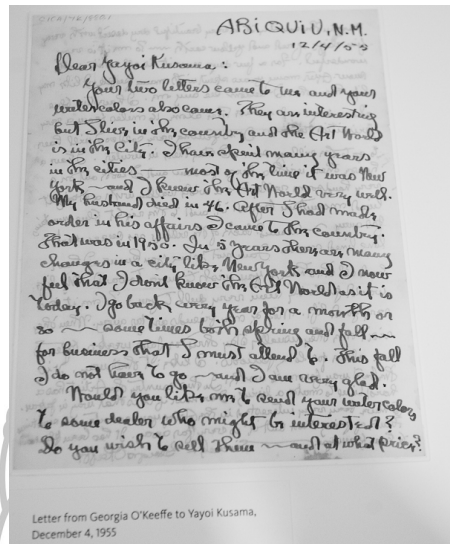 ABIQUIU, N.M.
12/4/55
Dear Yayoi Kusama:
Your two letters came to me and your
watercolors also came. They are interesting
but I live in the country and the Art World
is in the City. I have spent many years
in the cities — most of the time it was New
York — and I knew the Art World very well.
My husband died in 46. After I had made
order in his affairs I came to the country.
That was in 1950. In 5 years there are many
changes in a city like New York and I now
feel that I dont know the Art World as it is
today. I go back every year for a month or
so — sometimes both spring and fall —
for business that I must attend to. This fall
I do not have to go — and I am very glad.
Would you like me to send your watercolors
to some dealer who might be interested?
Do you wish to sell them — and at what price?
Letter from Georgia O'Keeffe to Yayoi Kusama,
December 4, 1955